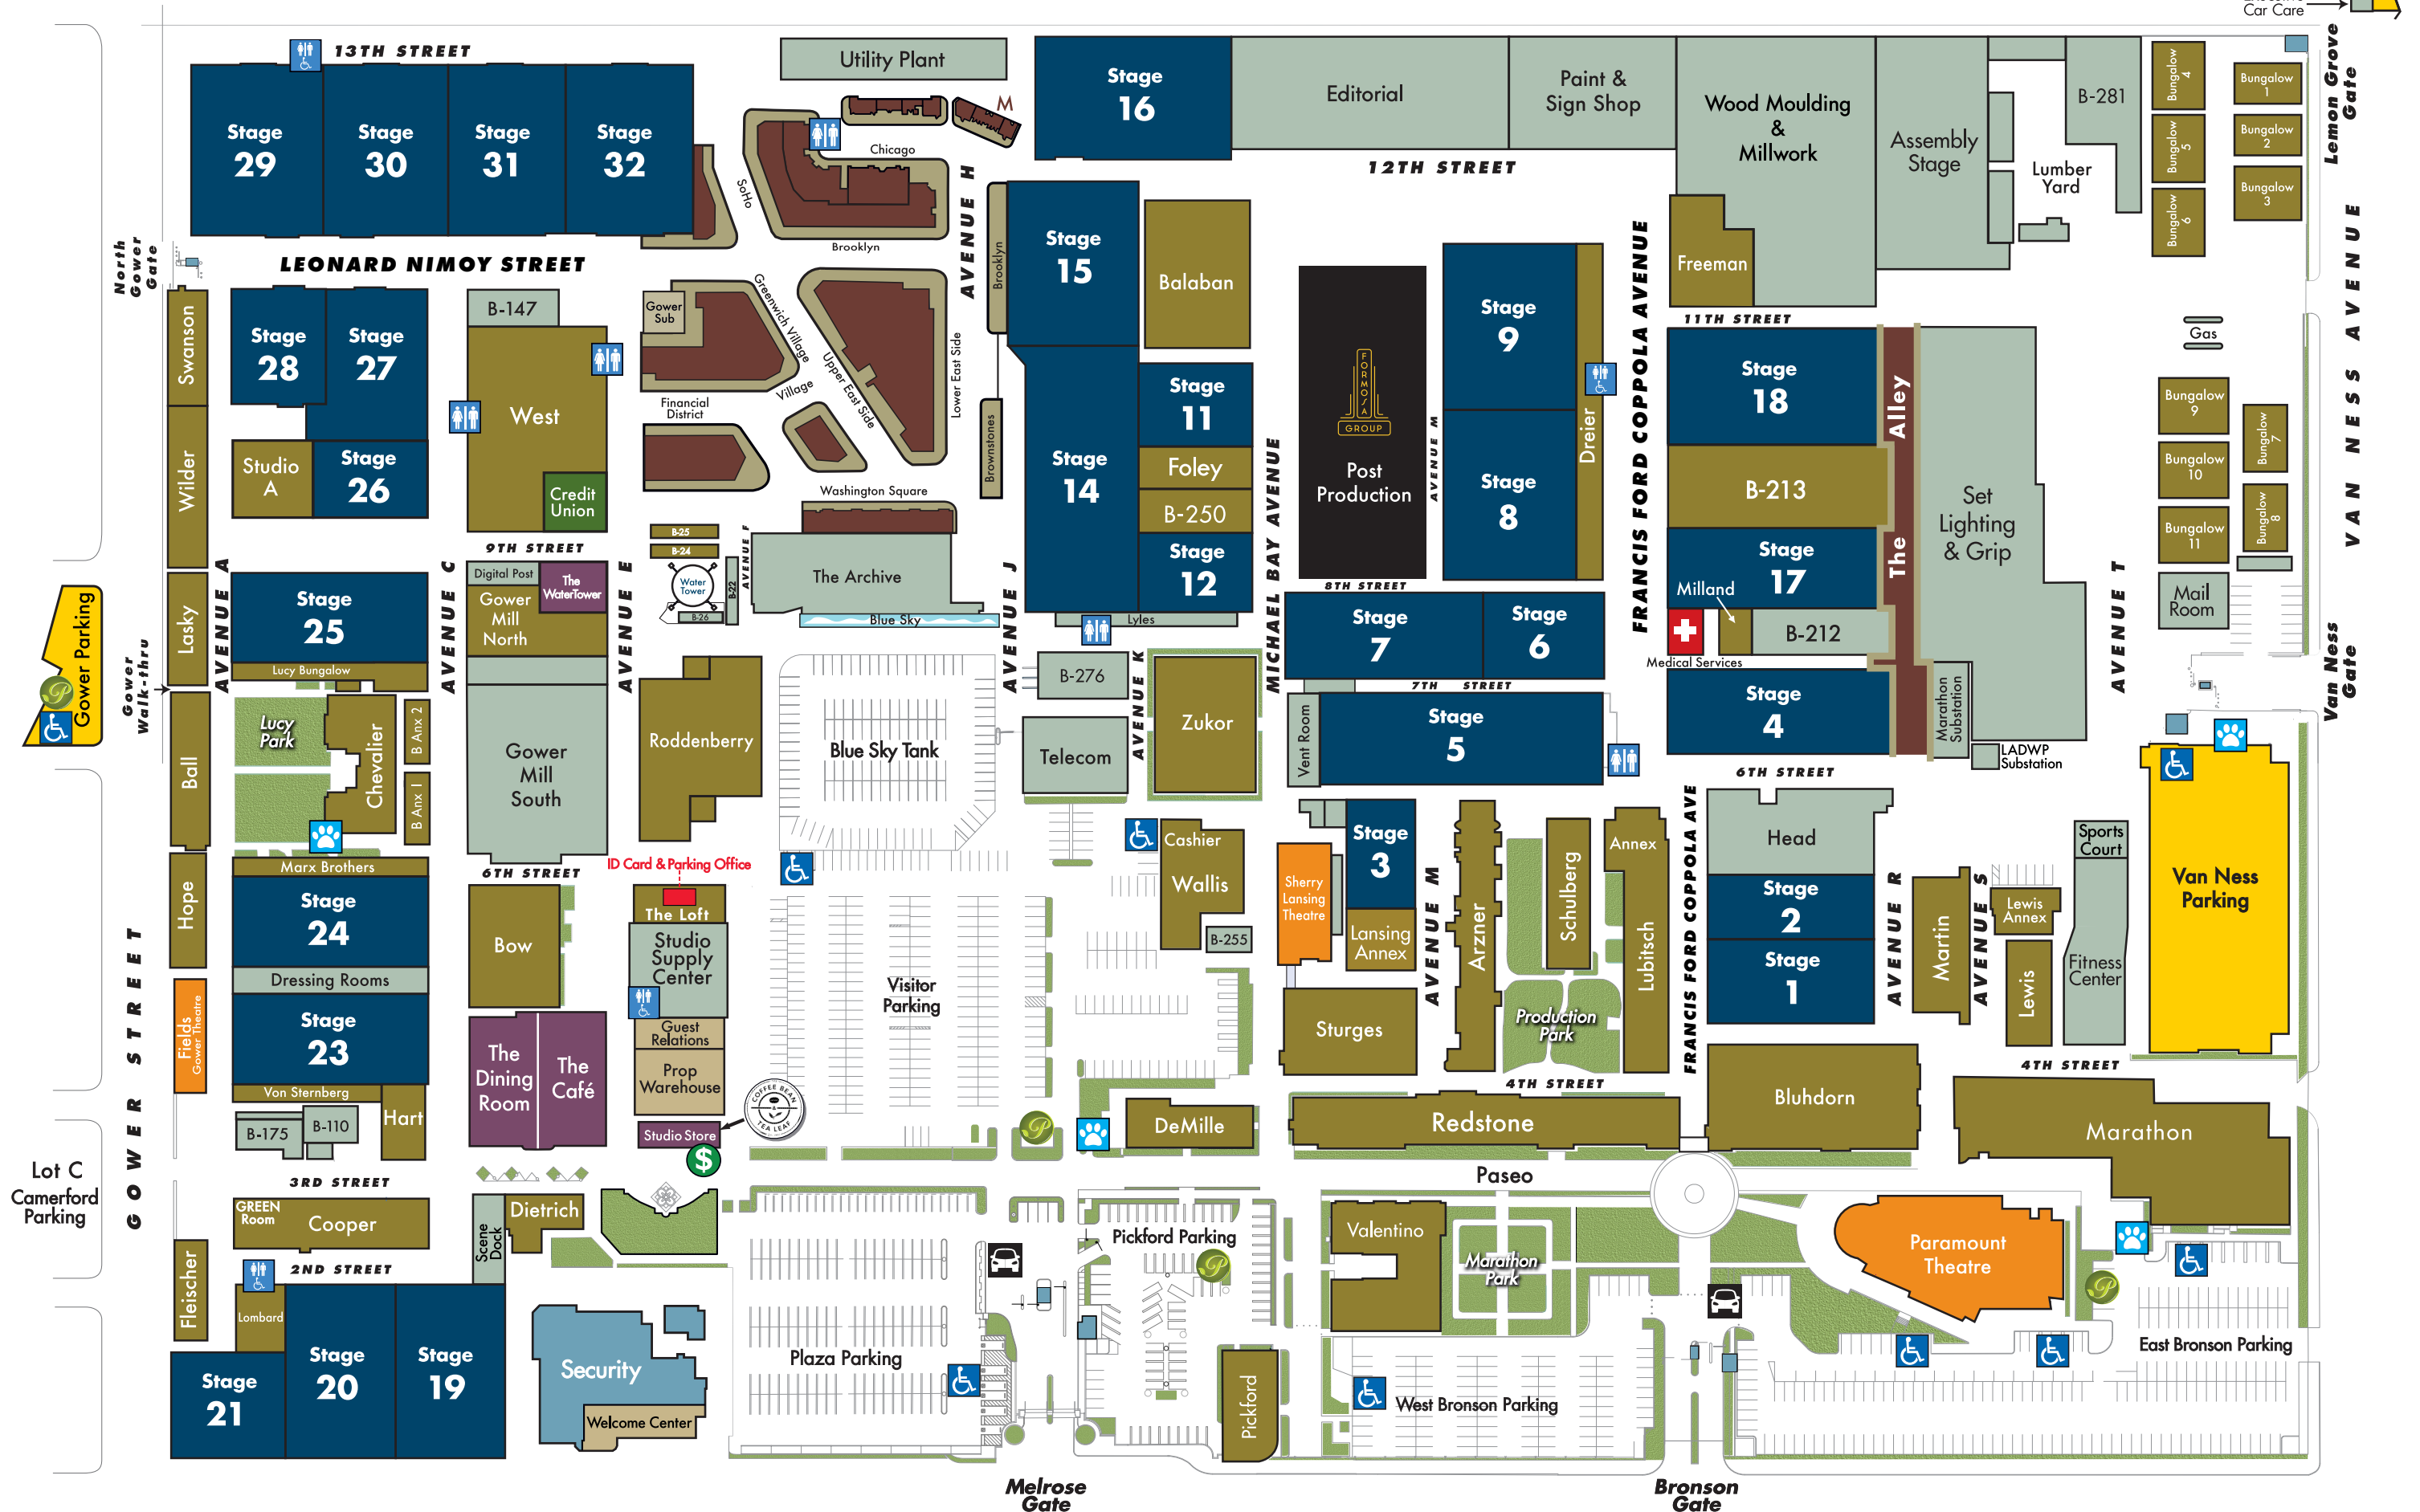 Car Care
13TH STREET
Utility Plant
Stage
29
Stage
30
Stage
31
Stage
32
SoHo
Chicago
M
Brooklyn
AVENUE H
Stage
16
Editorial
Paint &
Sign Shop
12TH STREET
Wood Moulding
&
Millwork
Assembly
Stage
B-281
Lumber
Yard
Freeman
Bungalow
4
Bungalow
5
Bungalow
6
Bungalow
1
Bungalow
2
Bungalow
3
Lemon Grove
Gate
VAN NESS AVENUE
VAN NESS AVENUE
North
Gower
Gate
LEONARD NIMOY STREET
Swanson
Wilder
Lasky
Ball
Hope
Fields
Gower Theatre
Fleischer
Stage
28
Stage
27
Studio
A
Stage
26
B-147
West
Credit
Union
Gower
Sub
Greenwich Village
Village
Upper East Side
Lower East Side
Financial
District
Washington Square
Brooklyn
Brownstones
Stage
15
Balaban
Stage
14
Stage
11
Foley
B-250
Stage
12
Lyles
MICHAEL BAY AVENUE
FORMOSA
GROUP
Post
Production
AVENUE M
Stage
9
Stage
8
Dreier
8TH STREET
FRANCIS FORD COPPOLA AVENUE
11TH STREET
Stage
18
B-213
Stage
17
Milland
B-212
Medical Services
Stage
4
The Alley
Set
Lighting
& Grip
Marathon
Substation
LADWP
Substation
AVENUE T
Gas
Bungalow
9
Bungalow
10
Bungalow
11
Bungalow
7
Bungalow
8
Mail
Room
Van Ness
Gate
Gower Parking
Gower
Walk-thru
AVENUE A
AVENUE C
AVENUE E
AVENUE F
AVENUE J
AVENUE K
9TH STREET
Stage
25
Lucy Bungalow
Lucy
Park
Chevalier
B Anx 2
B Anx 1
Digital Post
The
WaterTower
Gower
Mill
North
Gower
Mill
South
B-25
B-24
Water
Tower
B-22
B-26
The Archive
Blue Sky
Roddenberry
Blue Sky Tank
B-276
Telecom
Zukor
Stage
7
Stage
6
7TH STREET
Vent Room
Stage
5
6TH STREET
Marx Brothers
Stage
24
Dressing Rooms
Stage
23
Von Sternberg
Hart
B-175
B-110
6TH STREET
Bow
ID Card & Parking Office
The Loft
Studio
Supply
Center
Guest
Relations
Prop
Warehouse
The
Dining
Room
The
Café
Studio Store
COFFEE BEAN
&
TEA LEAF
$
Visitor
Parking
Cashier
Wallis
B-255
Sherry
Lansing
Theatre
Stage
3
Lansing
Annex
Sturges
AVENUE M
Arzner
Schulberg
Production
Park
Annex
Lubitsch
FRANCIS FORD COPPOLA AVE
Head
Stage
2
Stage
1
AVENUE R
Martin
AVENUE S
Lewis
Annex
Lewis
Sports
Court
Fitness
Center
Van Ness
Parking
4TH STREET
4TH STREET
DeMille
Redstone
Bluhdorn
Marathon
GOWER STREET
Lot C
Camerford
Parking
3RD STREET
GREEN
Room
Cooper
2ND STREET
Scene
Dock
Dietrich
Lombard
Stage
21
Stage
20
Stage
19
Security
Welcome Center
Plaza Parking
Pickford Parking
Pickford
Paseo
Valentino
Marathon
Park
West Bronson Parking
Paramount
Theatre
East Bronson Parking
Melrose
Gate
Bronson
Gate